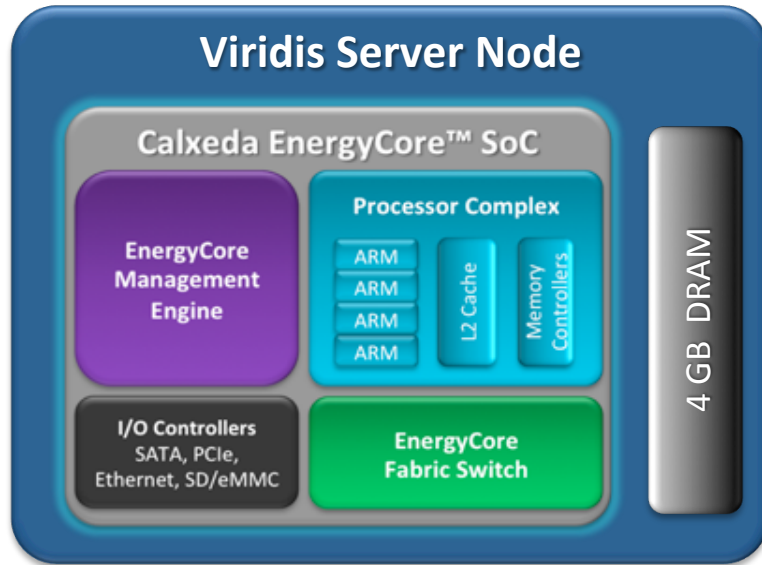 Viridis Server Node
Calxeda EnergyCore™ SoC
EnergyCore
Management
Engine
Processor Complex
ARM
ARM
ARM
ARM
L2 Cache
Memory
Controllers
I/O Controllers
SATA, PCIe,
Ethernet, SD/eMMC
EnergyCore
Fabric Switch
4 GB DRAM